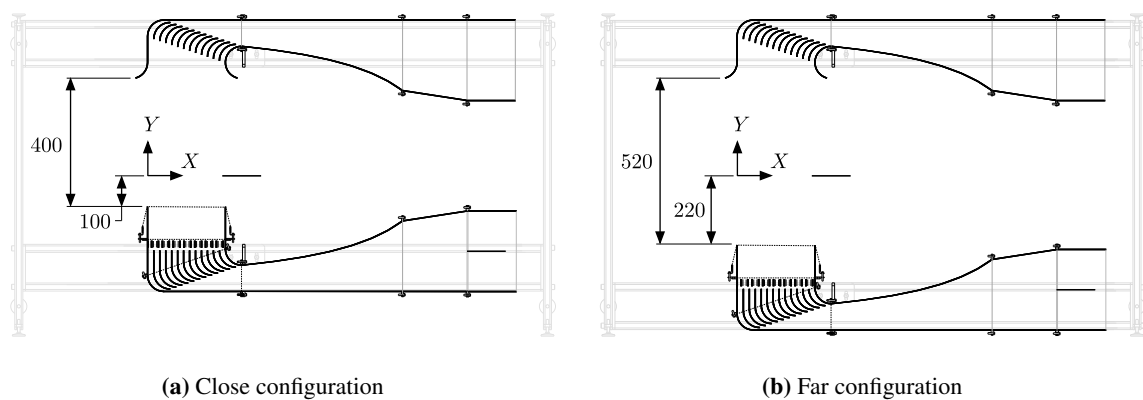 400
100
Y
X
(a) Close configuration
520
220
Y
X
(b) Far configuration